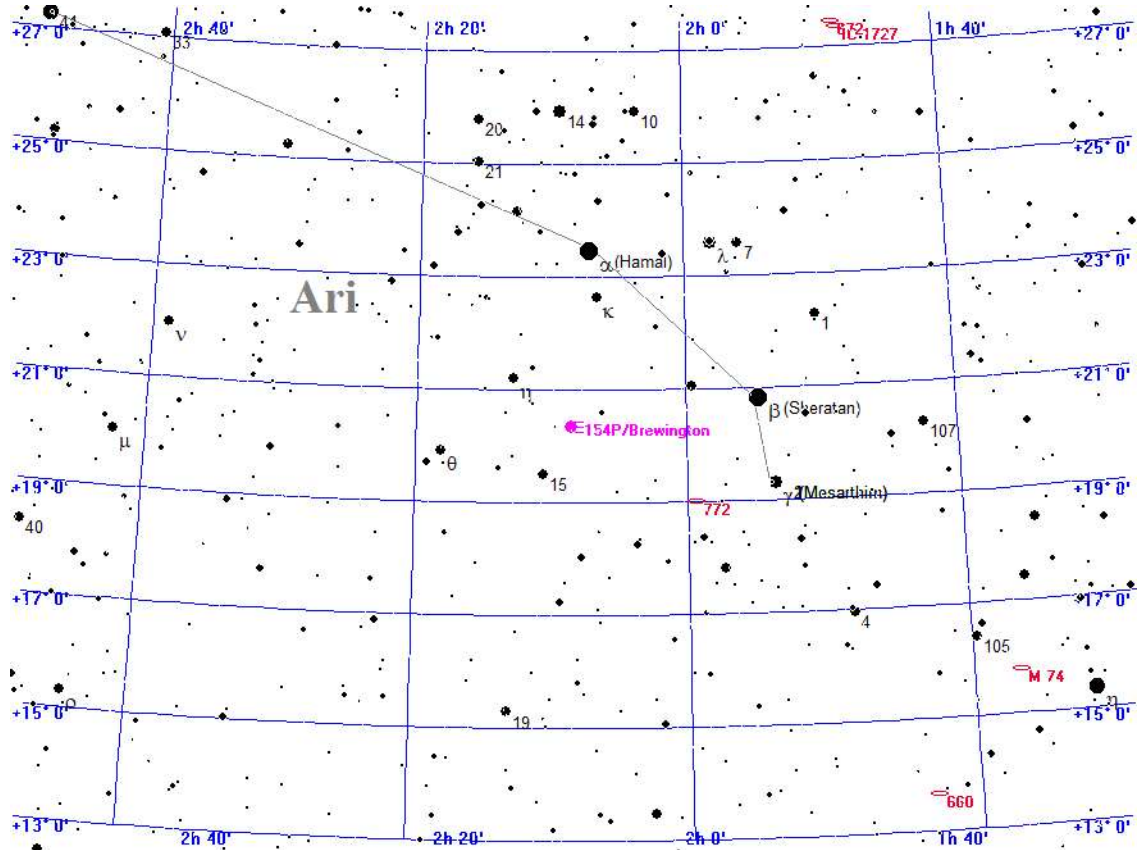 41
+27° 0'
2h 40'
2h 20'
2h 0'
672
IC 1727
1h 40'
+27° 0'
33
20
14
10
+25° 0'
+25° 0'
21
λ
7
+23° 0'
α (Hamal)
+23° 0'
Ari
κ
1
ν
+21° 0'
+21° 0'
η
β (Sheratan)
154P/Brewington
107
μ
θ
15
+19° 0'
(Mesarthim)
+19° 0'
772
40
+17° 0'
+17° 0'
4
105
M 74
ρ
η
+15° 0'
19
+15° 0'
660
+13° 0'
2h 40'
2h 20'
2h 0'
1h 40'
+13° 0'